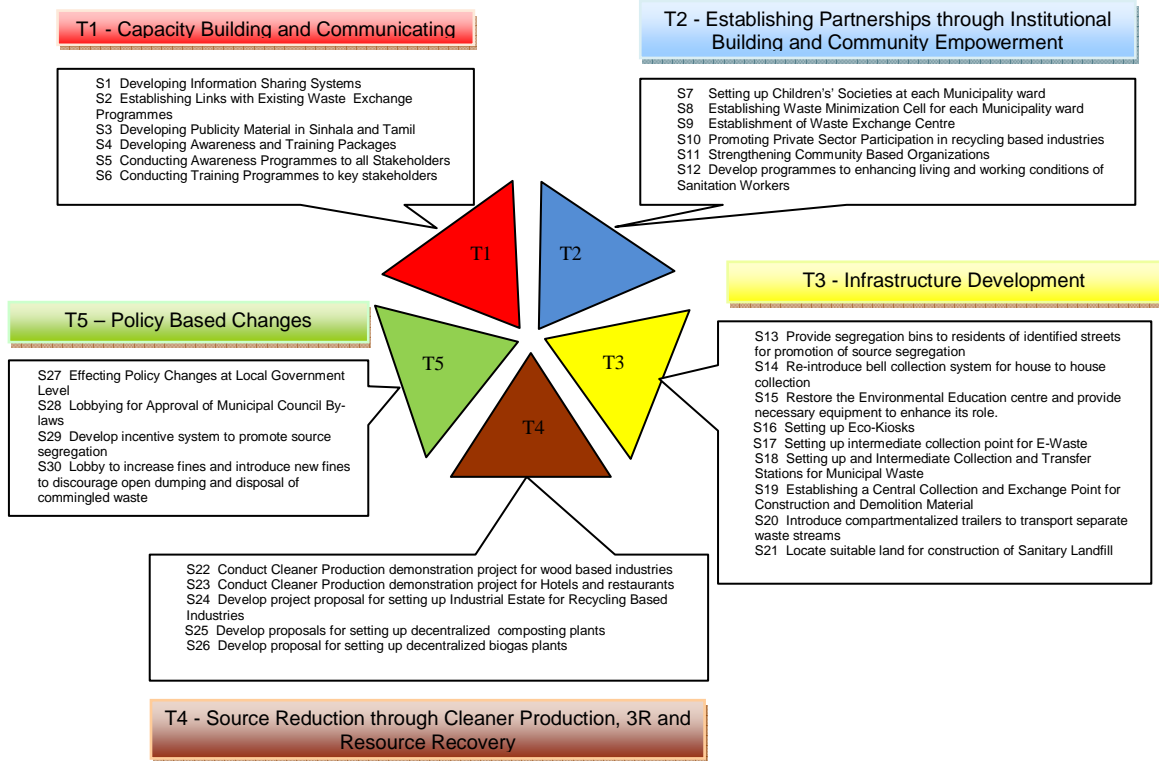 T1 - Capacity Building and Communicating
T2 - Establishing Partnerships through Institutional
Building and Community Empowerment
S1 Developing Information Sharing Systems
S2 Establishing Links with Existing Waste Exchange
Programmes
S3 Developing Publicity Material in Sinhala and Tamil
S4 Developing Awareness and Training Packages
S5 Conducting Awareness Programmes to all Stakeholders
S6 Conducting Training Programmes to key stakeholders
S7 Setting up Children's' Societies at each Municipality ward
S8 Establishing Waste Minimization Cell for each Municipality ward
S9 Establishment of Waste Exchange Centre
S10 Promoting Private Sector Participation in recycling based industries
S11 Strengthening Community Based Organizations
S12 Develop programmes to enhancing living and working conditions of
Sanitation Workers
T1
T2
T3 - Infrastructure Development
T5 – Policy Based Changes
T5
T3
T4
S13 Provide segregation bins to residents of identified streets
for promotion of source segregation
S14 Re-introduce bell collection system for house to house
collection
S15 Restore the Environmental Education centre and provide
necessary equipment to enhance its role.
S16 Setting up Eco-Kiosks
S17 Setting up intermediate collection point for E-Waste
S18 Setting up and Intermediate Collection and Transfer
Stations for Municipal Waste
S19 Establishing a Central Collection and Exchange Point for
Construction and Demolition Material
S20 Introduce compartmentalized trailers to transport separate
waste streams
S21 Locate suitable land for construction of Sanitary Landfill
S27 Effecting Policy Changes at Local Government
Level
S28 Lobbying for Approval of Municipal Council By-
laws
S29 Develop incentive system to promote source
segregation
S30 Lobby to increase fines and introduce new fines
to discourage open dumping and disposal of
commingled waste
S22 Conduct Cleaner Production demonstration project for wood based industries
S23 Conduct Cleaner Production demonstration project for Hotels and restaurants
S24 Develop project proposal for setting up Industrial Estate for Recycling Based
Industries
S25 Develop proposals for setting up decentralized composting plants
S26 Develop proposal for setting up decentralized biogas plants
T4 - Source Reduction through Cleaner Production, 3R and
Resource Recovery